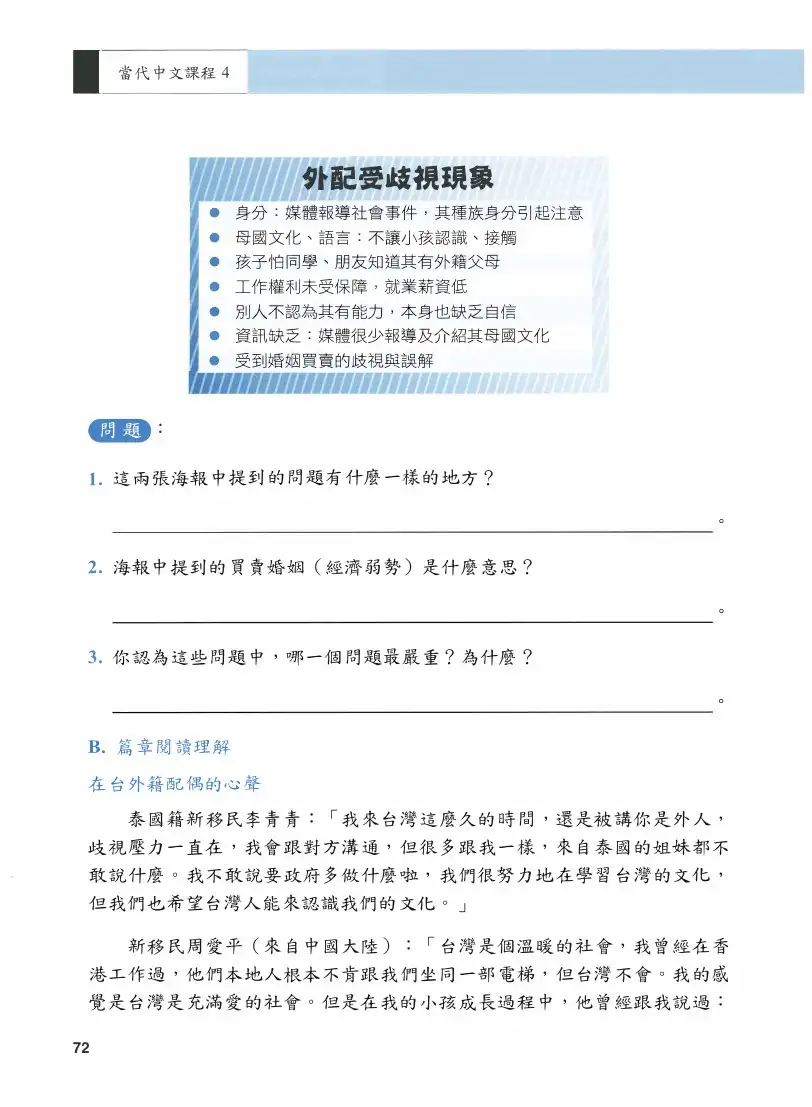 當代中文課程 4
外配受歧視現象
● 身分：媒體報導社會事件，其種族身分引起注意
● 母國文化、語言：不讓小孩認識、接觸
● 孩子怕同學、朋友知道其有外籍父母
● 工作權利未受保障，就業薪資低
● 別人不認為其有能力，本身也缺乏自信
● 資訊缺乏：媒體很少報導及介紹其母國文化
● 受到婚姻買賣的歧視與誤解
問題：
1. 這兩張海報中提到的問題有什麼一樣的地方？
。
2. 海報中提到的買賣婚姻（經濟弱勢）是什麼意思？
。
3. 你認為這些問題中，哪一個問題最嚴重？為什麼？
。
B. 篇章閱讀理解
在台外籍配偶的心聲
泰國籍新移民李青青：「我來台灣這麼久的時間，還是被講你是外人，
歧視壓力一直在，我會跟對方溝通，但很多跟我一樣，來自泰國的姐妹都不
敢說什麼。我不敢說要政府多做什麼啦，我們很努力地在學習台灣的文化，
但我們也希望台灣人能來認識我們的文化。」
新移民周愛平（來自中國大陸）：「台灣是個溫暖的社會，我曾經在香
港工作過，他們本地人根本不肯跟我們坐同一部電梯，但台灣不會。我的感
覺是台灣是充滿愛的社會。但是在我的小孩成長過程中，他曾經跟我說過：
72